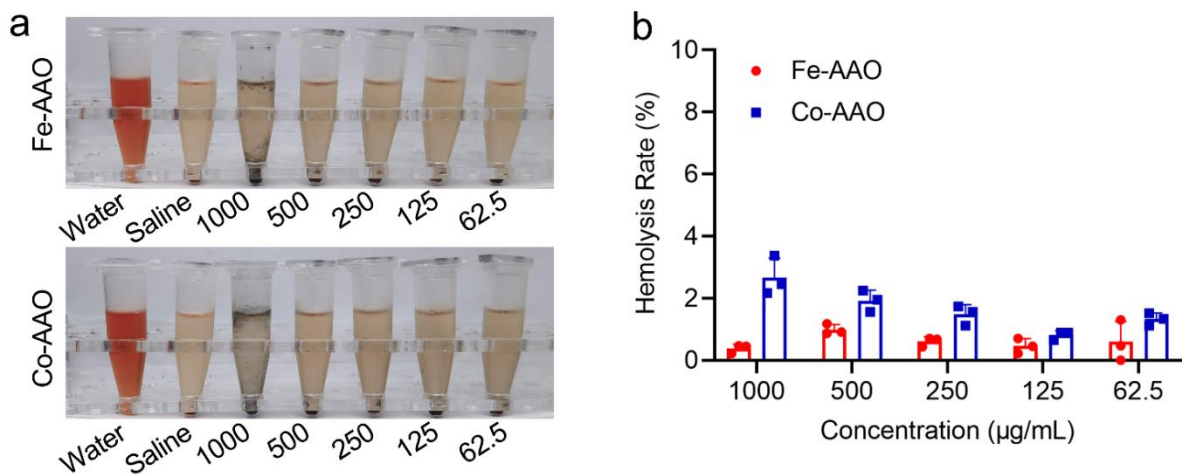 a
Fe-AAO
Water Saline 1000 500 250 125 62.5
Co-AAO
Water Saline 1000 500 250 125 62.5
b
Fe-AAO
Co-AAO
Hemolysis Rate (%)
10
8
6
4
2
0
1000 500 250 125 62.5
Concentration (µg/mL)